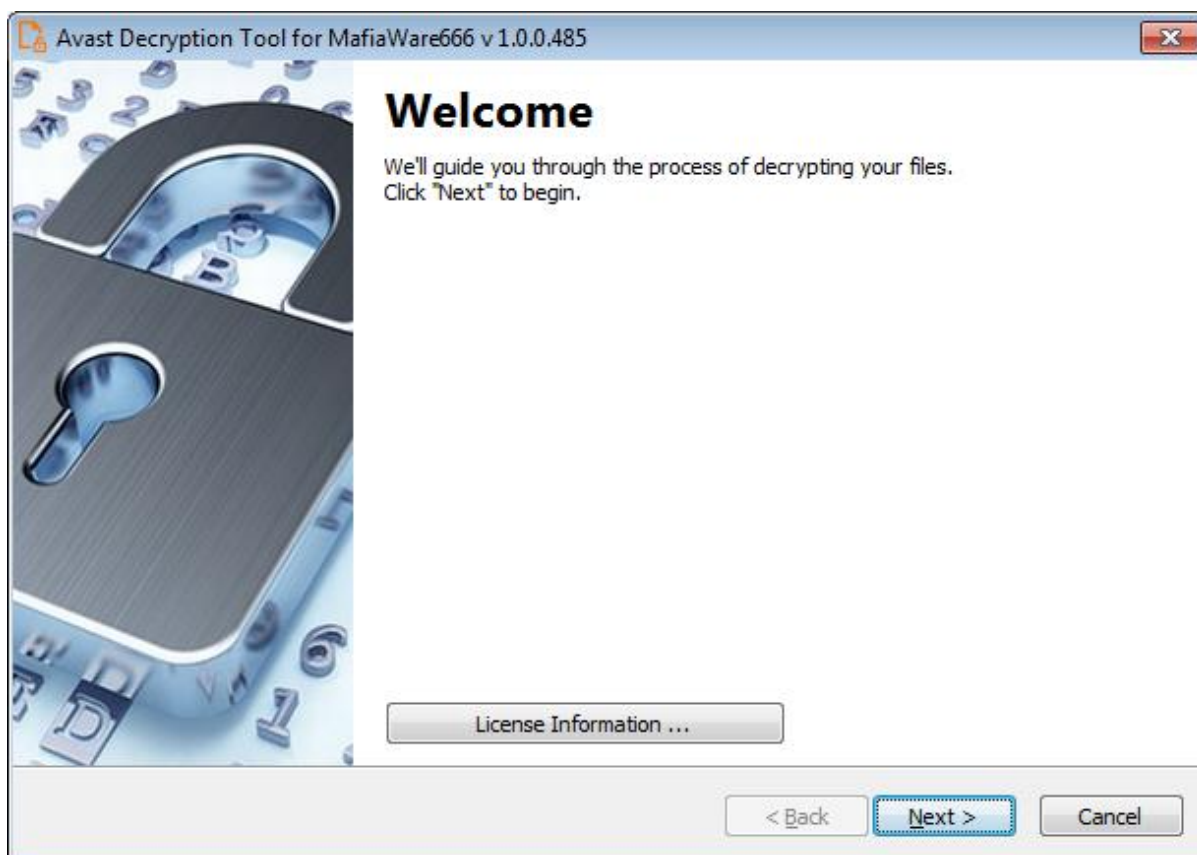 Avast Decryption Tool for MafiaWare666 v 1.0.0.485
Welcome
We'll guide you through the process of decrypting your files.
Click "Next" to begin.
License Information ...
< Back
Next >
Cancel